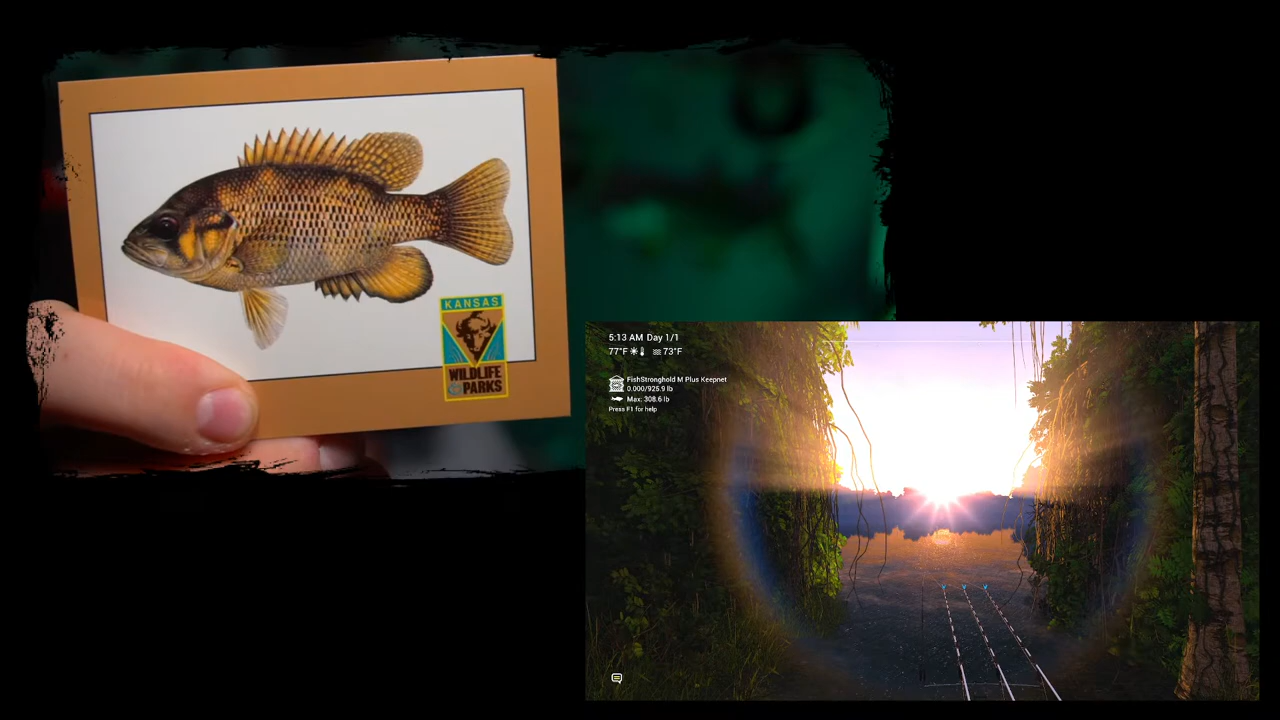 KANSAS
WILDLIFE
& PARKS
5:13 AM Day 1/1
77°F 73°F
FishStronghold M Plus Keepnet
0.000/925.9 lb
Max: 308.6 lb
Press F1 for help